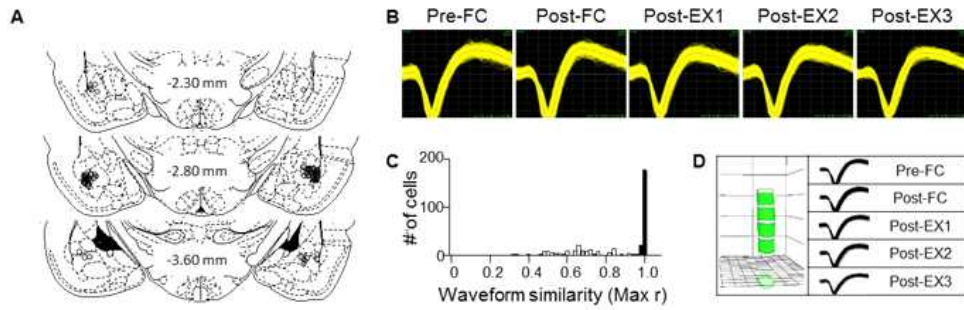 A
-2.30 mm
-2.80 mm
-3.60 mm
B
Pre-FC Post-FC Post-EX1 Post-EX2 Post-EX3
C
# of cells
200
100
0
0 0.2 0.4 0.6 0.8 1.0
Waveform similarity (Max r)
D
Pre-FC
Post-FC
Post-EX1
Post-EX2
Post-EX3